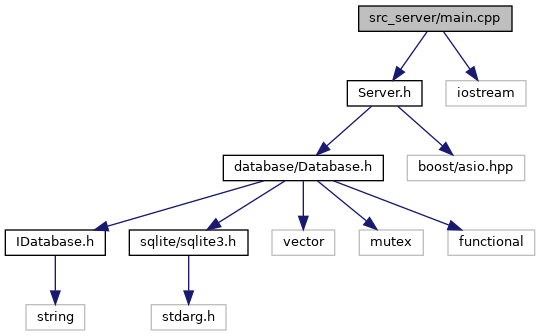 src_server/main.cpp
Server.h
iostream
database/Database.h
boost/asio.hpp
IDatabase.h
sqlite/sqlite3.h
vector
mutex
functional
string
stdarg.h